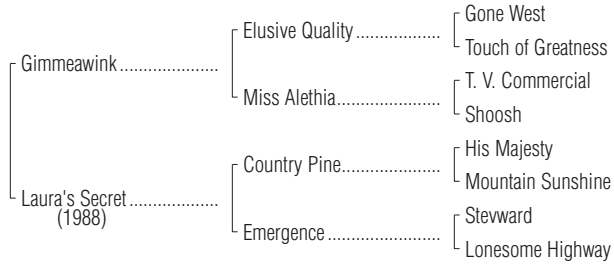 Gone West
Elusive Quality ..................
Touch of Greatness
Gimmeawink .....................
T. V. Commercial
Miss Alethia......................
Shoosh
His Majesty
Country Pine.....................
Mountain Sunshine
Laura's Secret ...................
(1988)
Stevward
Emergence ........................
Lonesome Highway